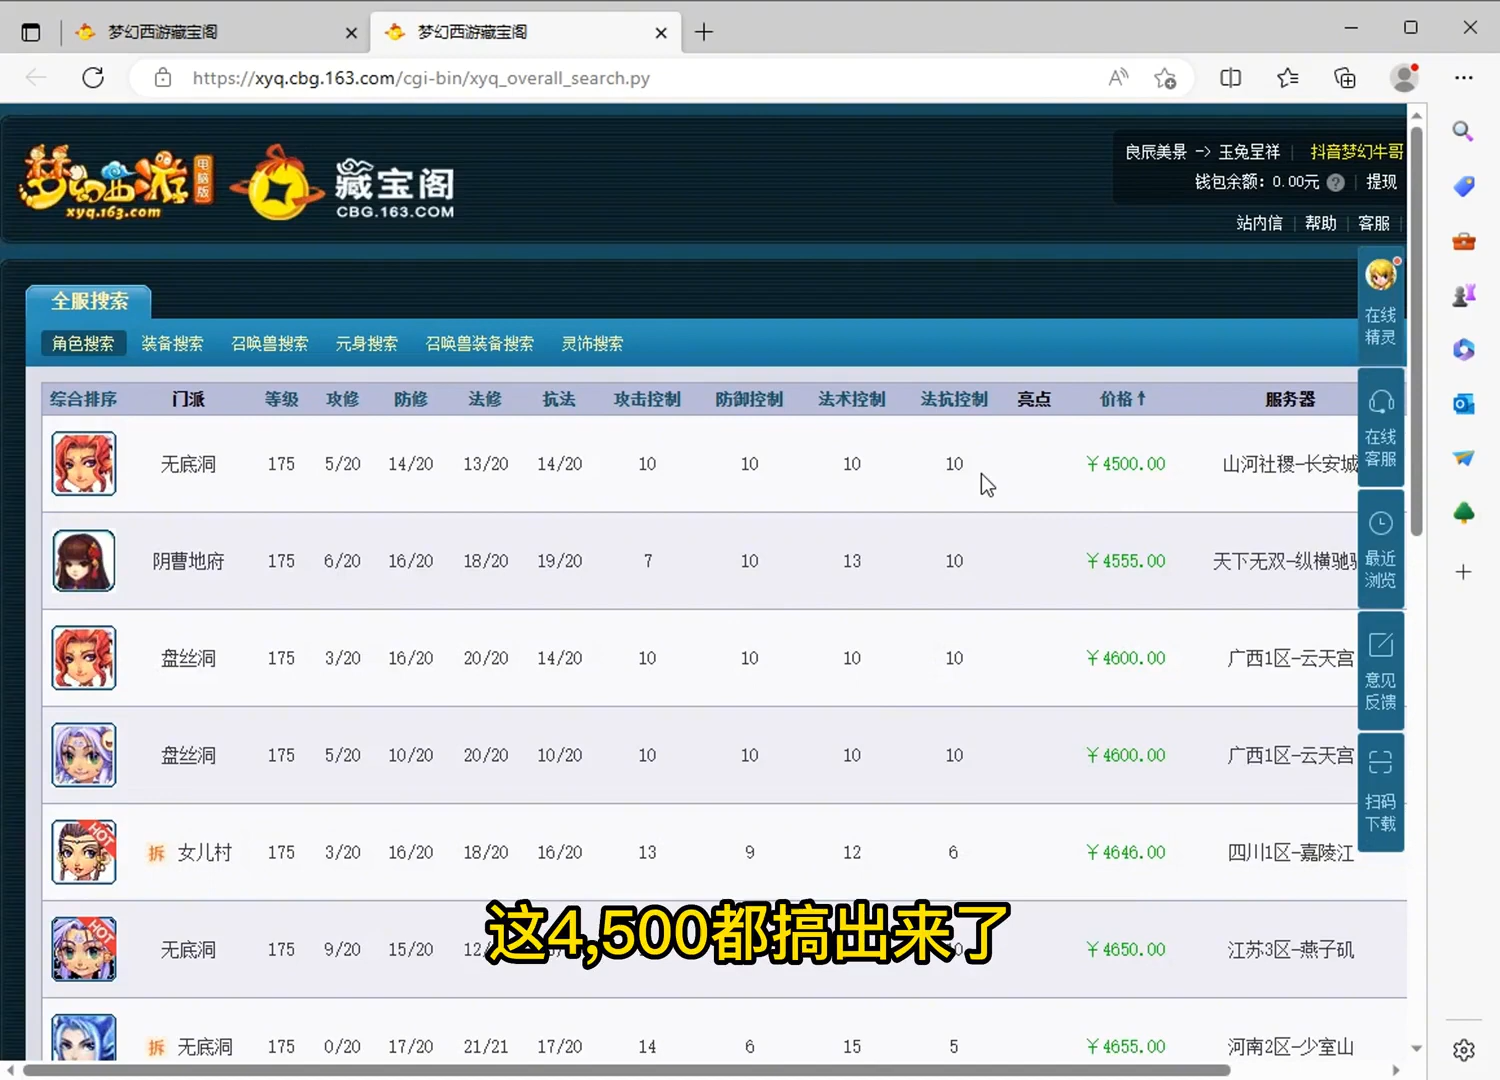 梦幻西游藏宝阁
梦幻西游藏宝阁
https://xyq.cbg.163.com/cgi-bin/xyq_overall_search.py
梦幻西游 电脑版
xyq.163.com
藏宝阁
CBG.163.COM
良辰美景 -> 玉兔呈祥 抖音梦幻牛哥
钱包余额：0.00元 ? 提现
站内信 帮助 客服
全服搜索
角色搜索 装备搜索 召唤兽搜索 元身搜索 召唤兽装备搜索 灵饰搜索
综合排序 门派 等级 攻修 防修 法修 抗法 攻击控制 防御控制 法术控制 法抗控制 亮点 价格↑ 服务器
无底洞 175 5/20 14/20 13/20 14/20 10 10 10 10 ￥4500.00 山河社稷-长安城
阴曹地府 175 6/20 16/20 18/20 19/20 7 10 13 10 ￥4555.00 天下无双-纵横驰
盘丝洞 175 3/20 16/20 20/20 14/20 10 10 10 10 ￥4600.00 广西1区-云天宫
盘丝洞 175 5/20 10/20 20/20 10/20 10 10 10 10 ￥4600.00 广西1区-云天宫
HOT 拆 女儿村 175 3/20 16/20 18/20 16/20 13 9 12 6 ￥4646.00 四川1区-嘉陵江
HOT 无底洞 175 9/20 15/20 12/ ￥4650.00 江苏3区-燕子矶
拆 无底洞 175 0/20 17/20 21/21 17/20 14 6 15 5 ￥4655.00 河南2区-少室山
在线
精灵
在线
客服
最近
浏览
意见
反馈
扫码
下载
这4,500都搞出来了